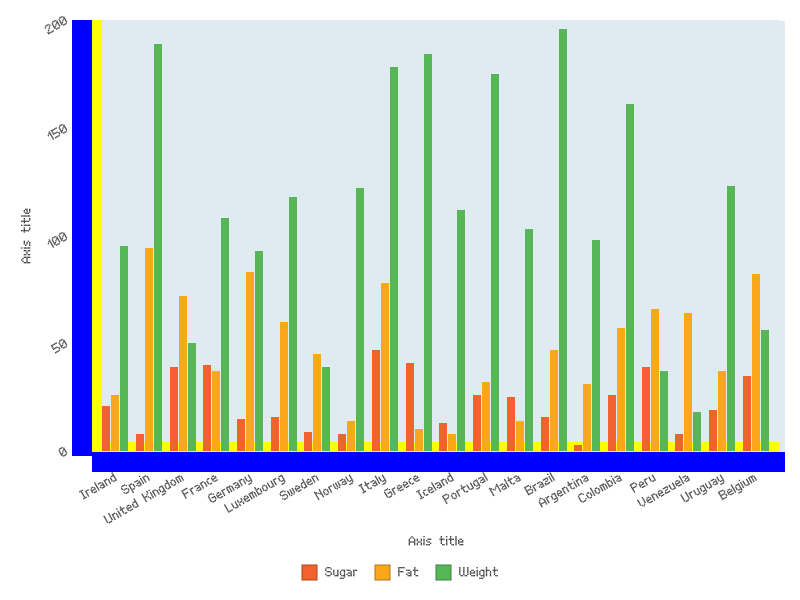 200
150
100
50
0
Axis title
Ireland
Spain
United Kingdom
France
Germany
Luxembourg
Sweden
Norway
Italy
Greece
Iceland
Portugal
Malta
Brazil
Argentina
Colombia
Peru
Venezuela
Uruguay
Belgium
Axis title
Sugar Fat Weight